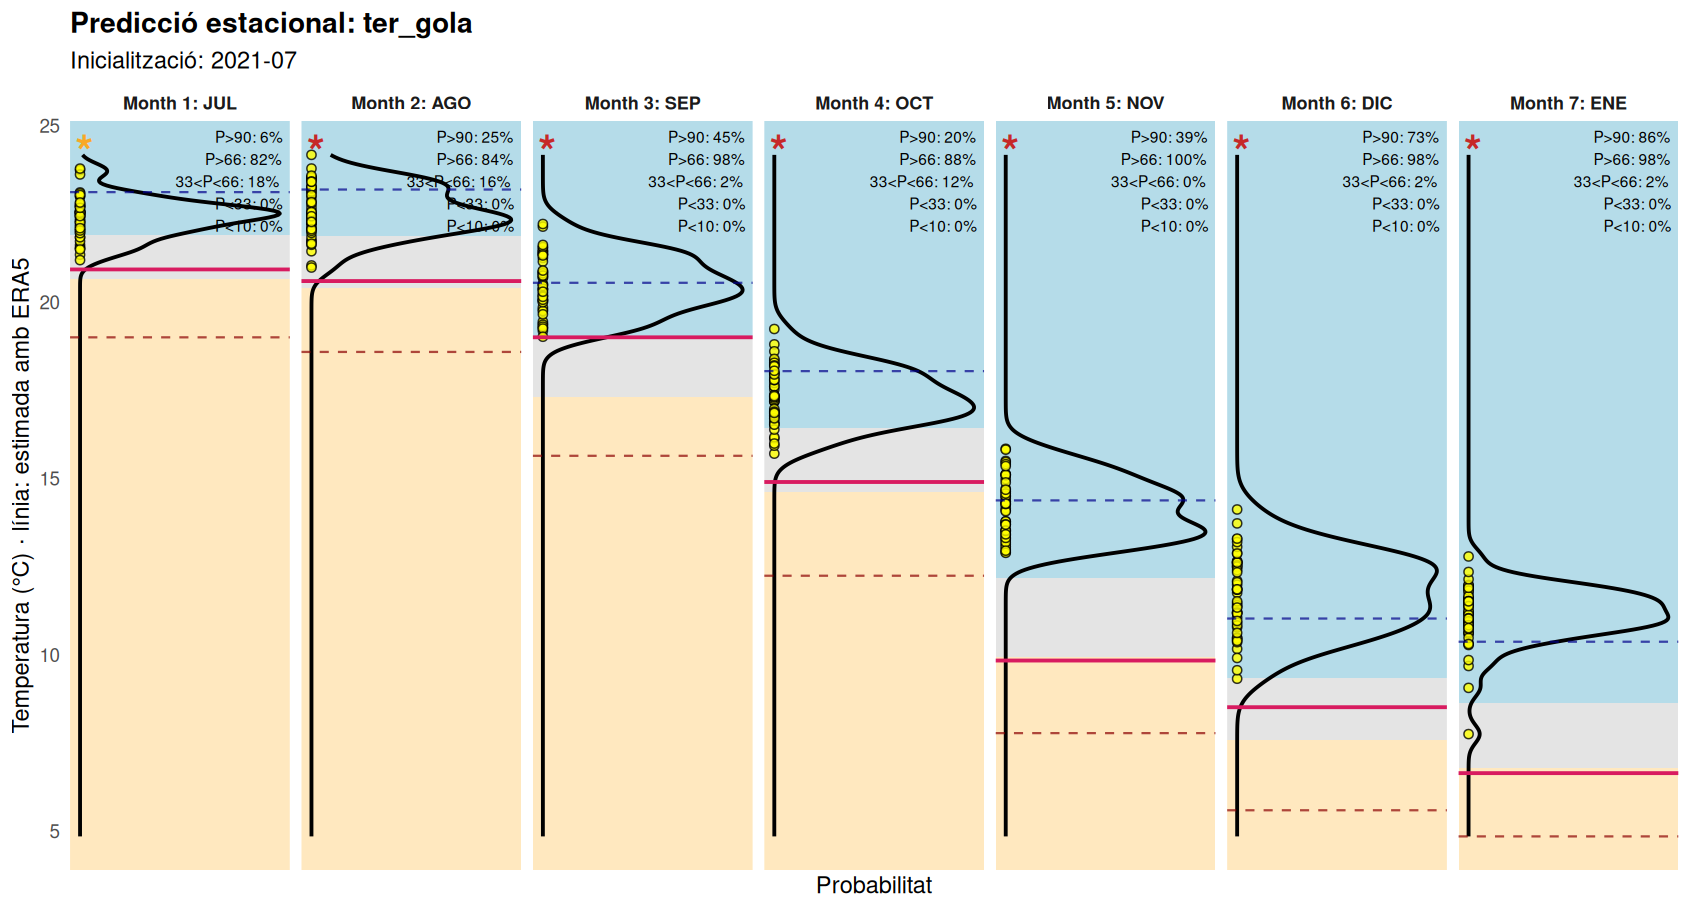 Predicció estacional: ter_gola
Inicialització: 2021-07
Month 1: JUL
Month 2: AGO
Month 3: SEP
Month 4: OCT
Month 5: NOV
Month 6: DIC
Month 7: ENE
P>90: 6%
P>66: 82%
33<P<66: 18%
P<33: 0%
P<10: 0%
P>90: 25%
P>66: 84%
33<P<66: 16%
P<33: 0%
P<10: 0%
P>90: 45%
P>66: 98%
33<P<66: 2%
P<33: 0%
P<10: 0%
P>90: 20%
P>66: 88%
33<P<66: 12%
P<33: 0%
P<10: 0%
P>90: 39%
P>66: 100%
33<P<66: 0%
P<33: 0%
P<10: 0%
P>90: 73%
P>66: 98%
33<P<66: 2%
P<33: 0%
P<10: 0%
P>90: 86%
P>66: 98%
33<P<66: 2%
P<33: 0%
P<10: 0%
25
20
15
10
5
Temperatura (°C) · línia: estimada amb ERA5
Probabilitat